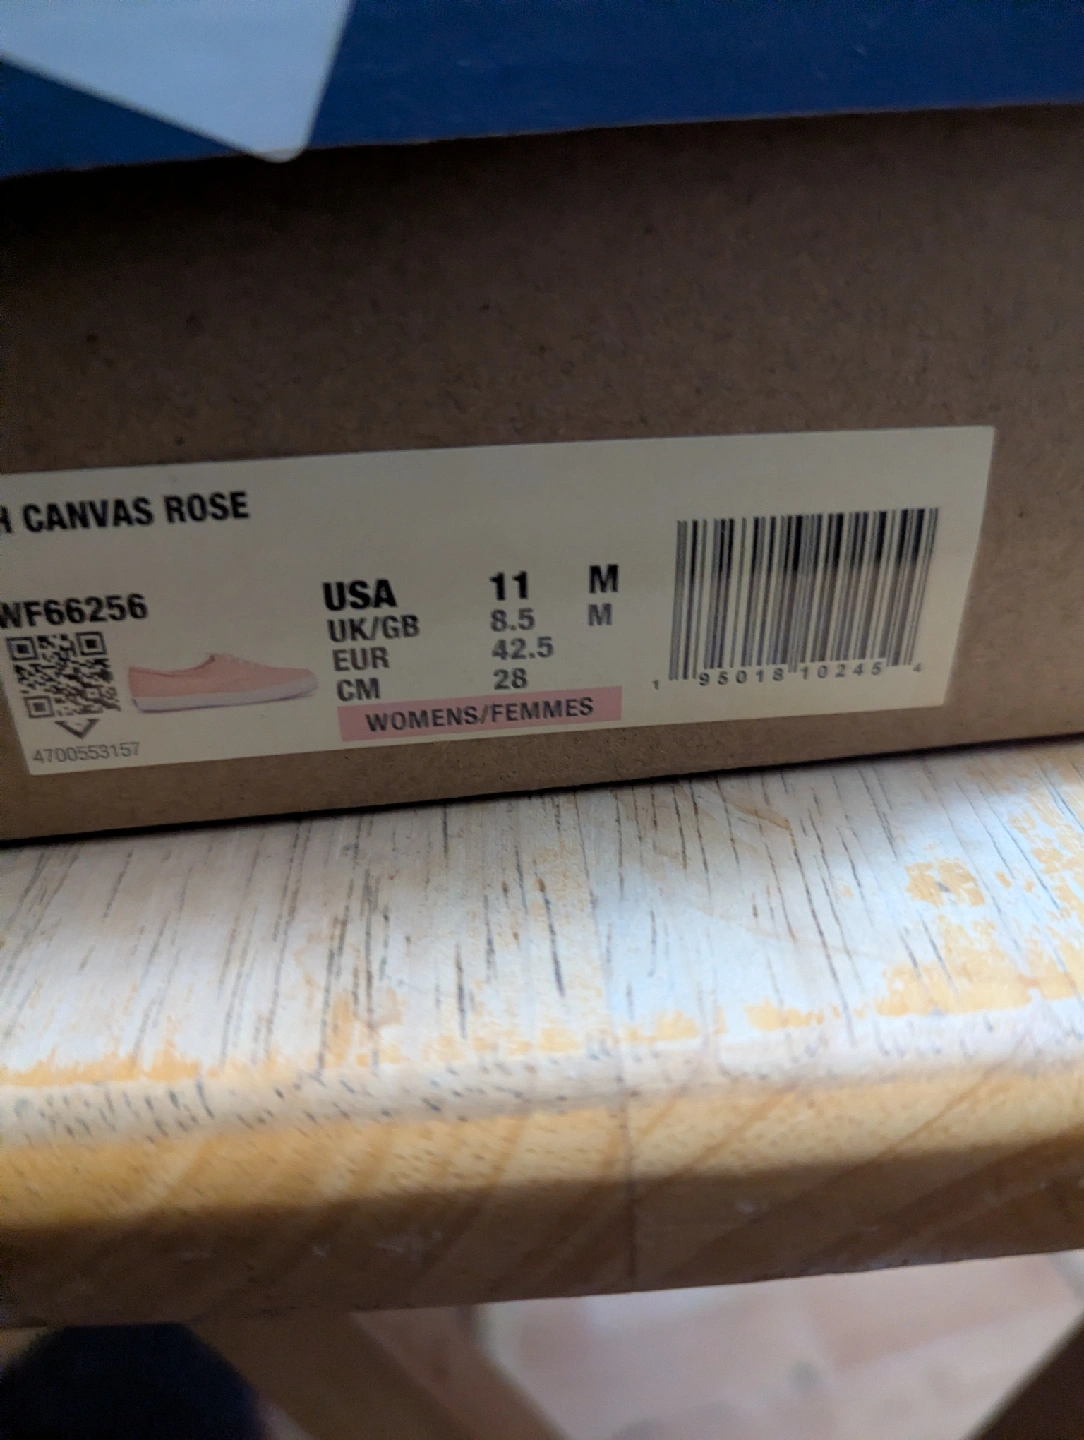 H CANVAS ROSE
WF66256
USA 11 M
UK/GB 8.5 M
EUR 42.5
CM 28
WOMENS/FEMMES
4700553157
1 95018 10245 4